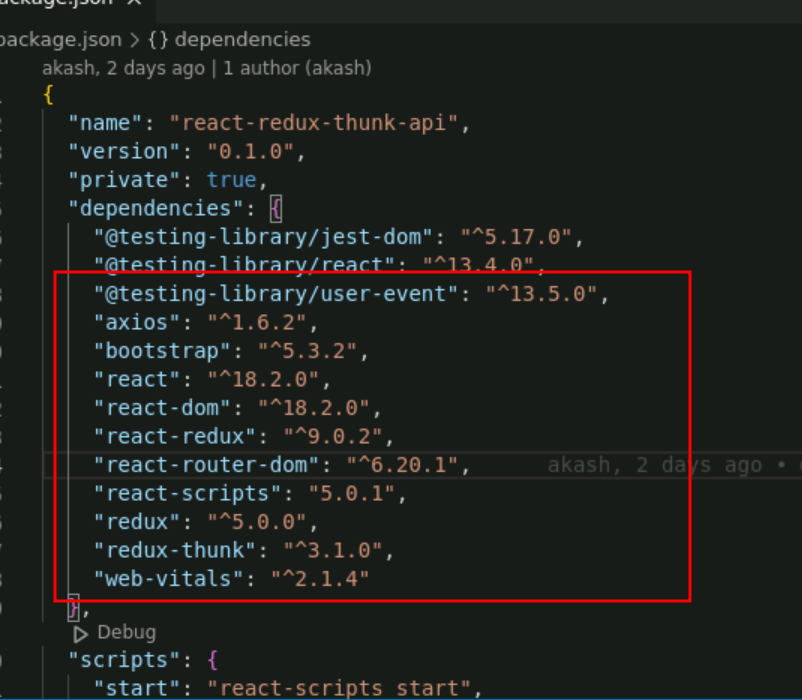 package.json
package.json > {} dependencies
akash, 2 days ago | 1 author (akash)
{
"name": "react-redux-thunk-api",
"version": "0.1.0",
"private": true,
"dependencies": {
"@testing-library/jest-dom": "^5.17.0",
"@testing-library/react": "^13.4.0",
"@testing-library/user-event": "^13.5.0",
"axios": "^1.6.2",
"bootstrap": "^5.3.2",
"react": "^18.2.0",
"react-dom": "^18.2.0",
"react-redux": "^9.0.2",
"react-router-dom": "^6.20.1", akash, 2 days ago •
"react-scripts": "5.0.1",
"redux": "^5.0.0",
"redux-thunk": "^3.1.0",
"web-vitals": "^2.1.4"
},
Debug
"scripts": {
"start": "react-scripts start",